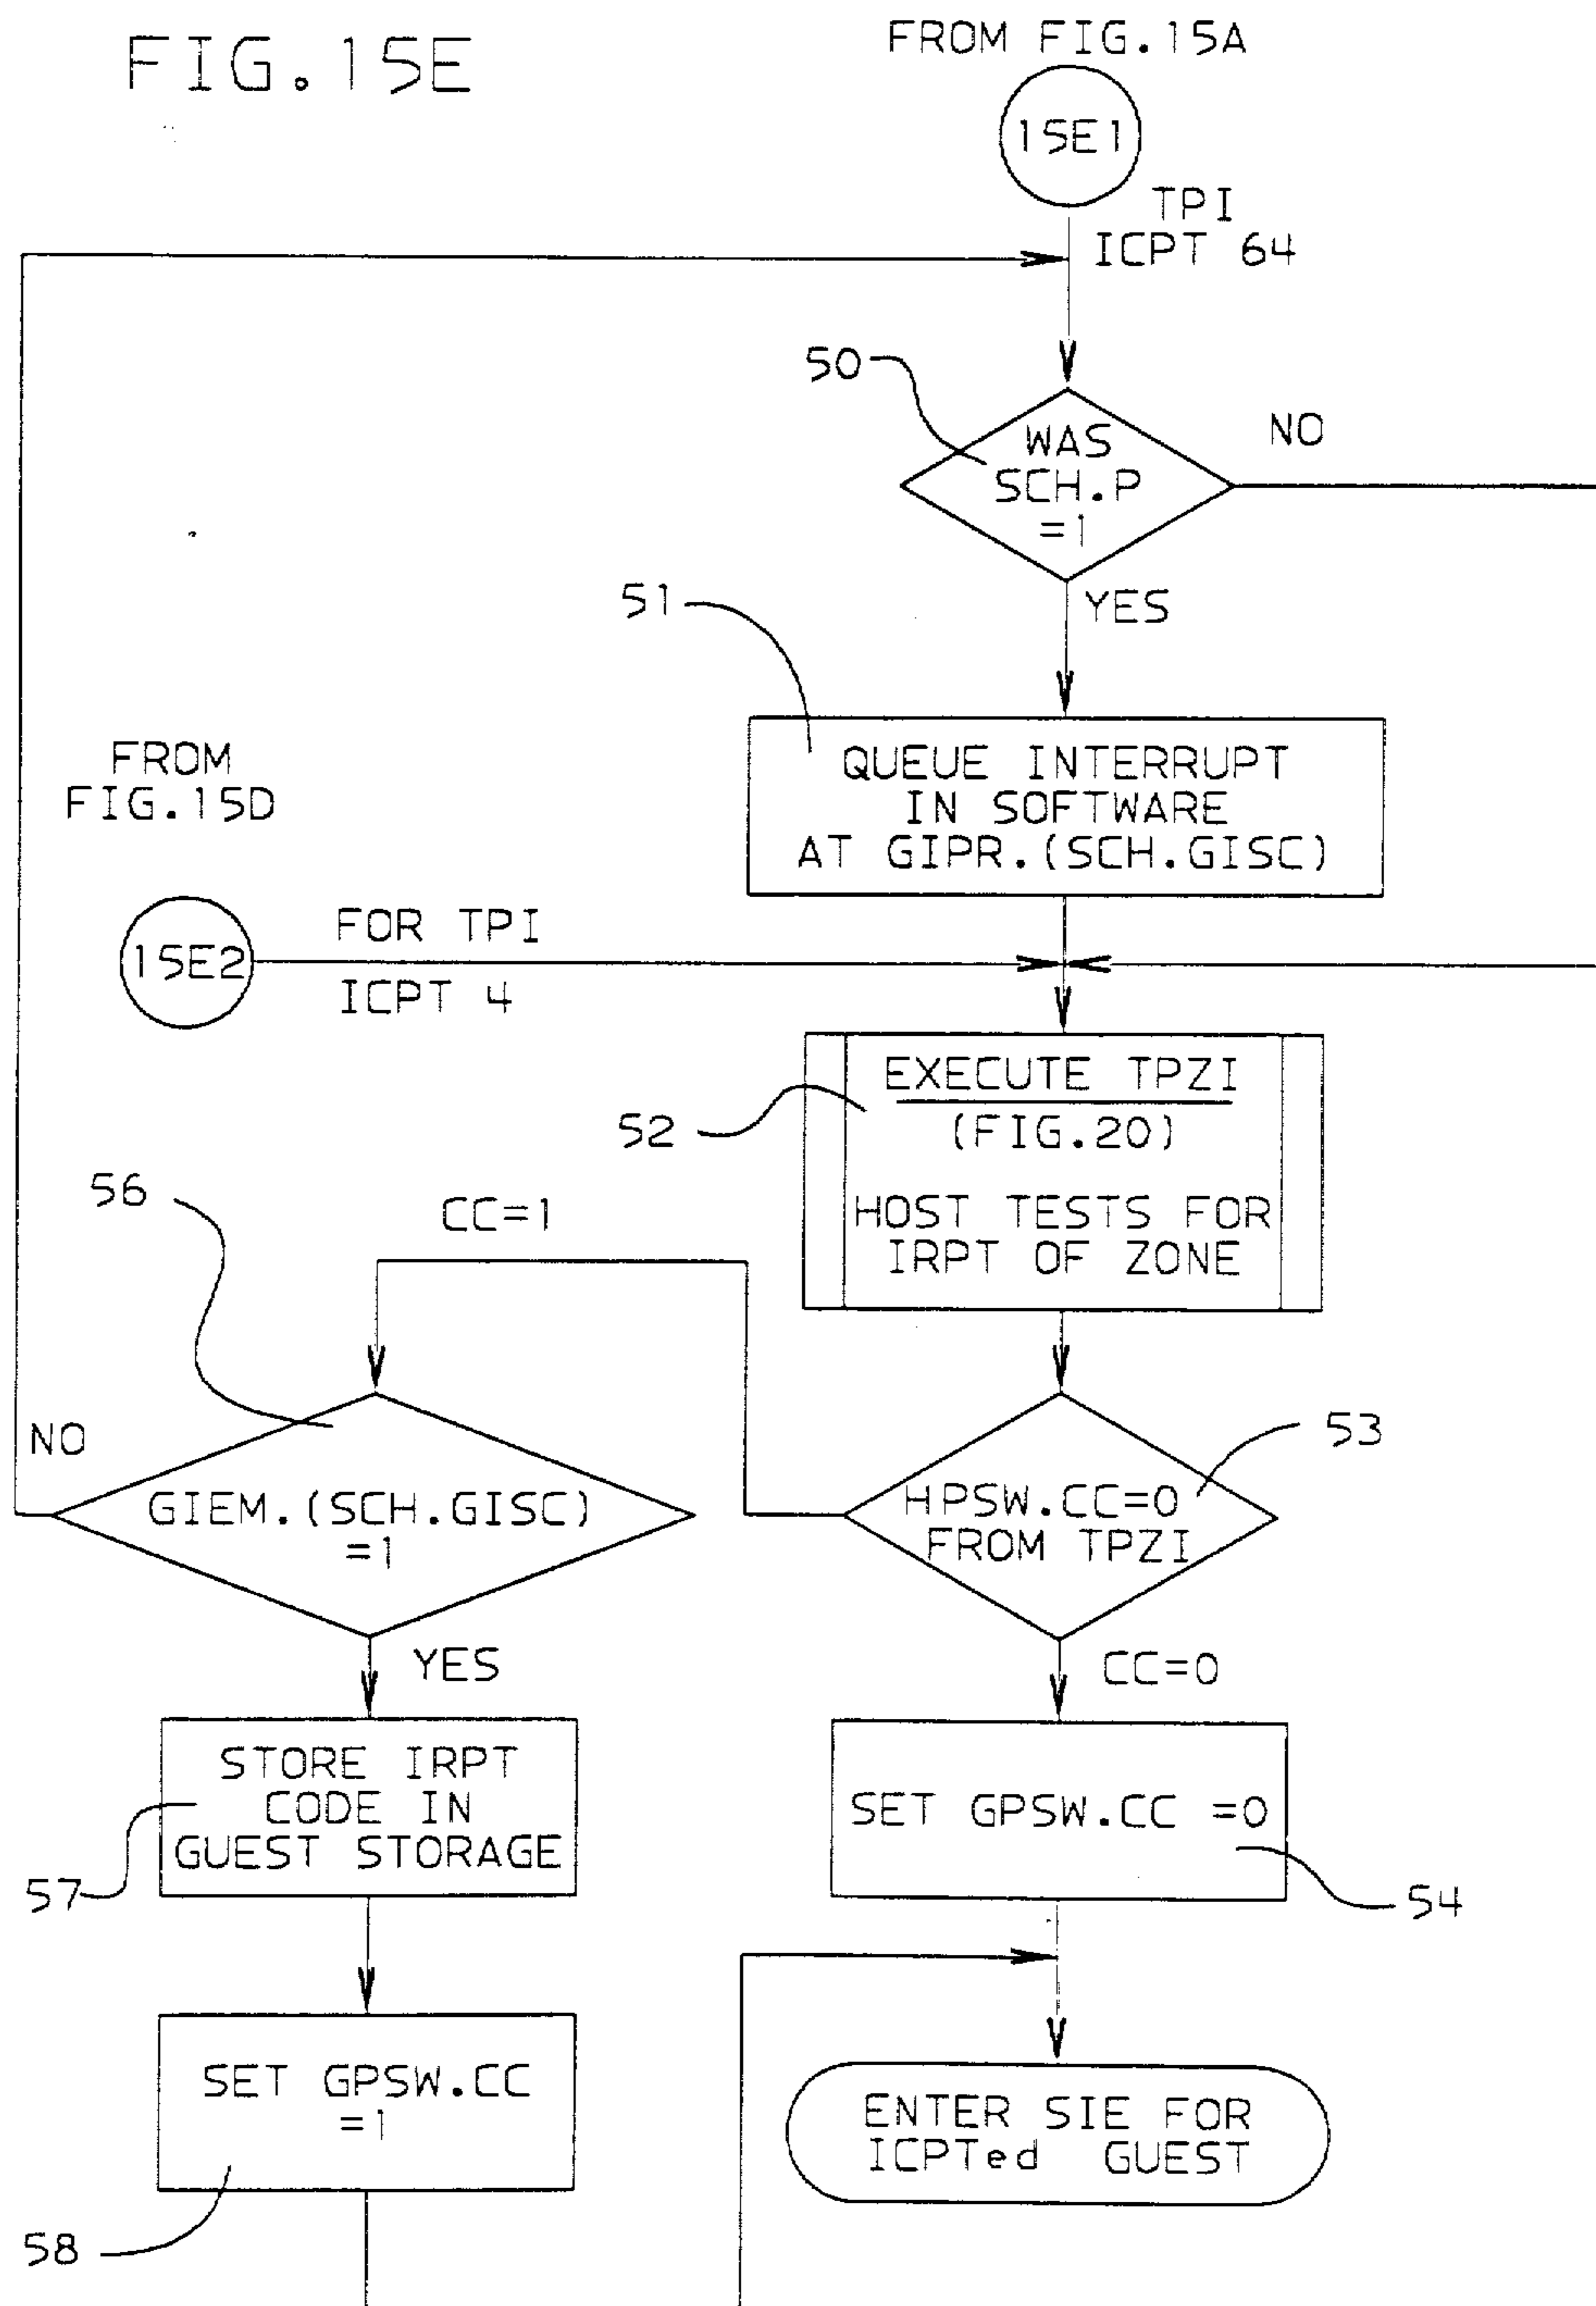 FIG.15E
FROM FIG.15A
15E1
TPI
ICPT 64
50
WAS
SCH.P
=1
NO
YES
51
QUEUE INTERRUPT
IN SOFTWARE
AT GIPR.(SCH.GISC)
FROM
FIG.15D
15E2
FOR TPI
ICPT 4
52
EXECUTE TPZI
(FIG.20)
HOST TESTS FOR
IRPT OF ZONE
56
CC=1
NO
GIEM.(SCH.GISC)
=1
53
HPSW.CC=0
FROM TPZI
YES
CC=0
STORE IRPT
CODE IN
GUEST STORAGE
57
SET GPSW.CC =0
54
SET GPSW.CC
=1
58
ENTER SIE FOR
ICPTed GUEST